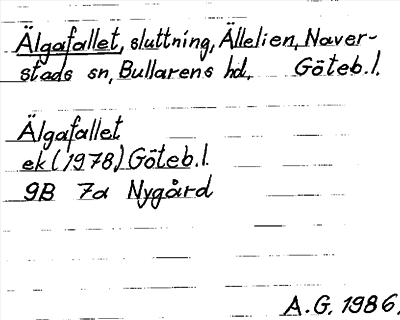 Älgafallet, sluttning, Ällelien, Naver-
stads sn, Bullarens hd, Göteb.l.
Älgafallet
ek (1978) Göteb.l.
9B 7a Nygård
A.G. 1986.